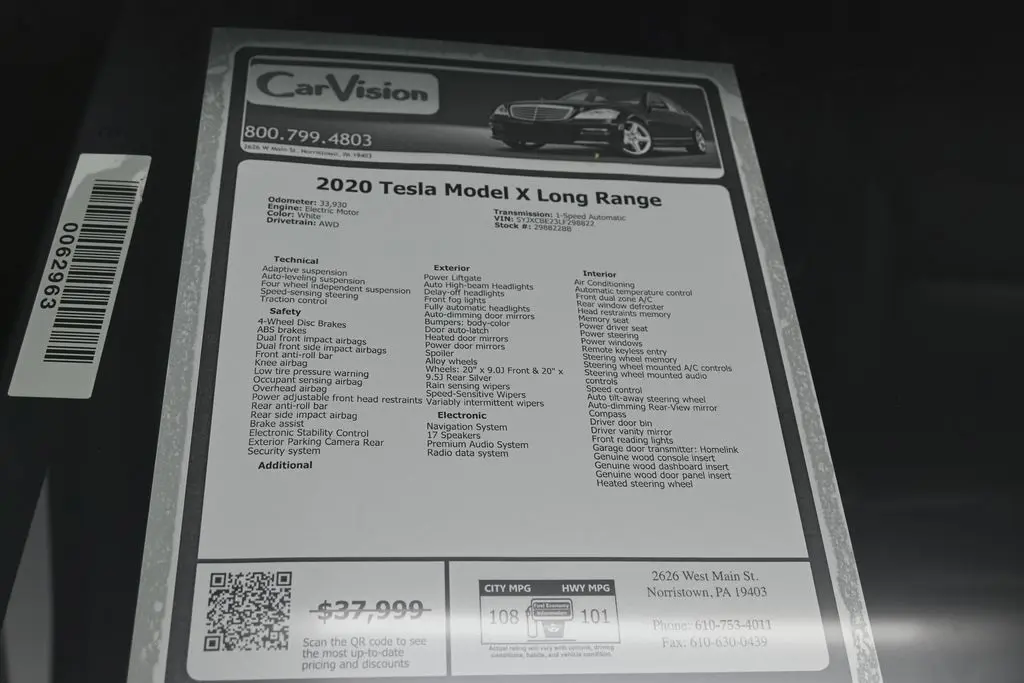 CarVision
800.799.4803
2626 W Main St. Norristown, PA 19403
0062963
2020 Tesla Model X Long Range
Odometer: 33,930
Engine: Electric Motor
Color: White
Drivetrain: AWD
Transmission: 1-Speed Automatic
VIN: 5YJXCBE23LF298822
Stock #: 298822BB
Technical
Adaptive suspension
Auto-leveling suspension
Four wheel independent suspension
Speed-sensing steering
Traction control
Safety
4-Wheel Disc Brakes
ABS brakes
Dual front impact airbags
Dual front side impact airbags
Front anti-roll bar
Knee airbag
Low tire pressure warning
Occupant sensing airbag
Overhead airbag
Power adjustable front head restraints
Rear anti-roll bar
Rear side impact airbag
Brake assist
Electronic Stability Control
Exterior Parking Camera Rear
Security system
Additional
Exterior
Power Liftgate
Auto High-beam Headlights
Delay-off headlights
Front fog lights
Fully automatic headlights
Auto-dimming door mirrors
Bumpers: body-color
Door auto-latch
Heated door mirrors
Power door mirrors
Spoiler
Alloy wheels
Wheels: 20" x 9.0J Front & 20" x
9.5J Rear Silver
Rain sensing wipers
Speed-Sensitive Wipers
Variably intermittent wipers
Electronic
Navigation System
17 Speakers
Premium Audio System
Radio data system
Interior
Air Conditioning
Automatic temperature control
Front dual zone A/C
Rear window defroster
Head restraints memory
Memory seat
Power driver seat
Power steering
Power windows
Remote keyless entry
Steering wheel memory
Steering wheel mounted A/C controls
Steering wheel mounted audio
controls
Speed control
Auto tilt-away steering wheel
Auto-dimming Rear-View mirror
Compass
Driver door bin
Driver vanity mirror
Front reading lights
Garage door transmitter: Homelink
Genuine wood console insert
Genuine wood dashboard insert
Genuine wood door panel insert
Heated steering wheel
$37,999
Scan the QR code to see
the most up-to-date
pricing and discounts
CITY MPG
HWY MPG
108
Fuel Economy
Information
101
Actual rating will vary with options, driving
conditions, habits, and vehicle condition.
2626 West Main St.
Norristown, PA 19403
Phone: 610-753-4011
Fax: 610-630-0439